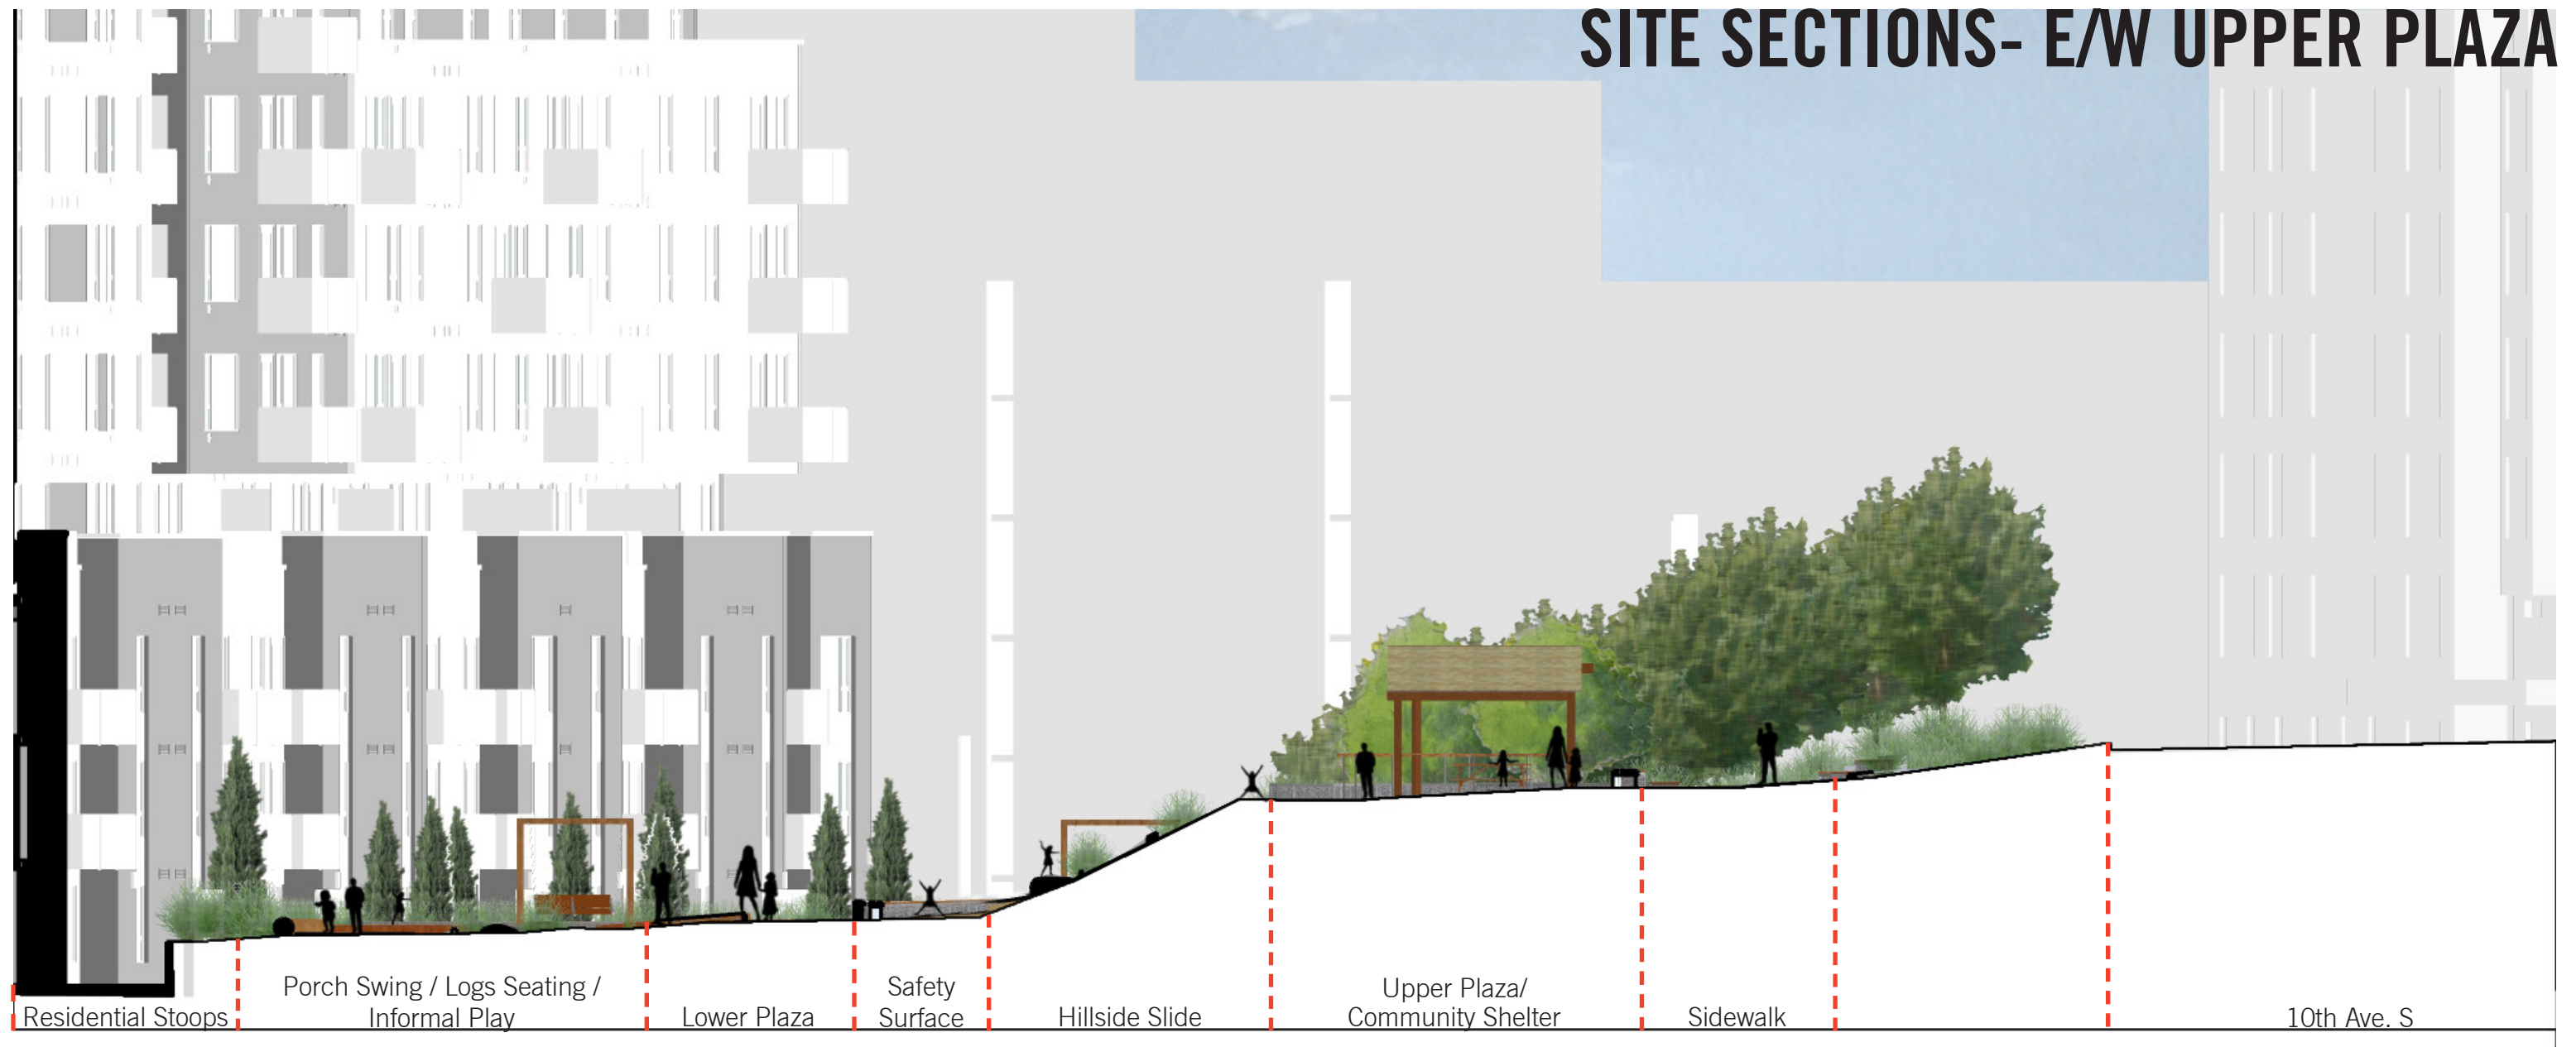 SITE SECTIONS- E/W UPPER PLAZA
Residential Stoops
Porch Swing / Logs Seating /
Informal Play
Lower Plaza
Safety
Surface
Hillside Slide
Upper Plaza/
Community Shelter
Sidewalk
10th Ave. S